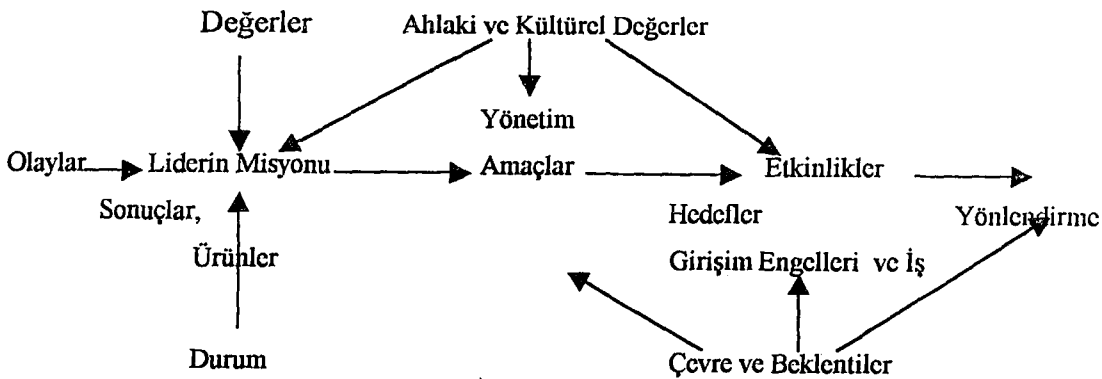 Değerler Ahlaki ve Kültürel Değerler
Yönetim
Olaylar Liderin Misyonu Amaçlar Etkinlikler
Sonuçlar, Hedefler Yönlendirme
Ürünler Girişim Engelleri ve İş
Durum Çevre ve Beklentiler